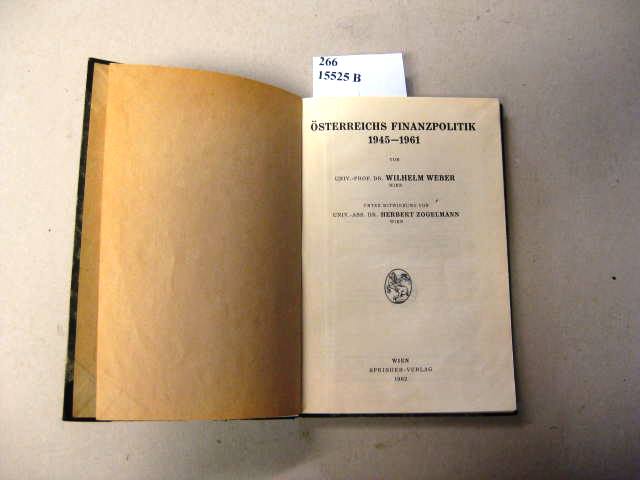 266
15525 B
ÖSTERREICHS FINANZPOLITIK
1945—1961
VON
UNIV.-PROF. DR. WILHELM WEBER
WIEN
UNTER MITWIRKUNG VON
UNIV.-ASS. DR. HERBERT ZOGELMANN
WIEN
WIEN
SPRINGER-VERLAG
1962